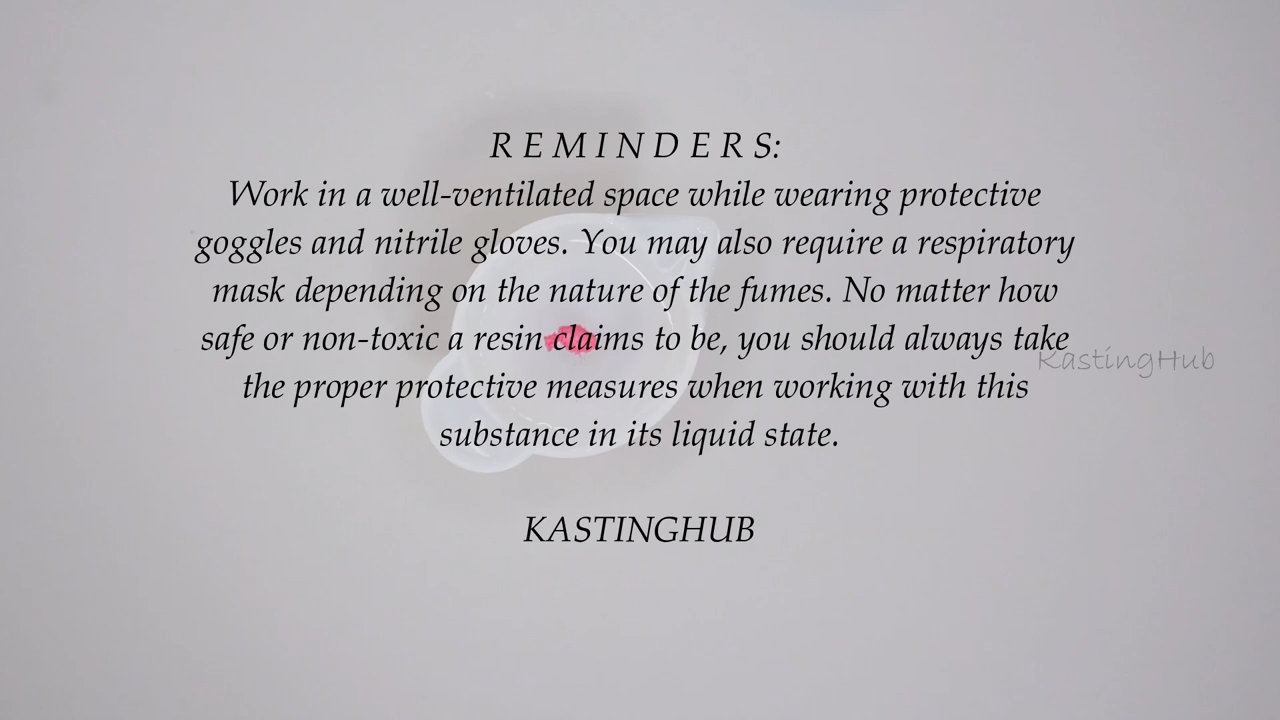 R E M I N D E R S:
Work in a well-ventilated space while wearing protective
goggles and nitrile gloves. You may also require a respiratory
mask depending on the nature of the fumes. No matter how
safe or non-toxic a resin claims to be, you should always take
the proper protective measures when working with this
substance in its liquid state.
KastingHub
KASTINGHUB